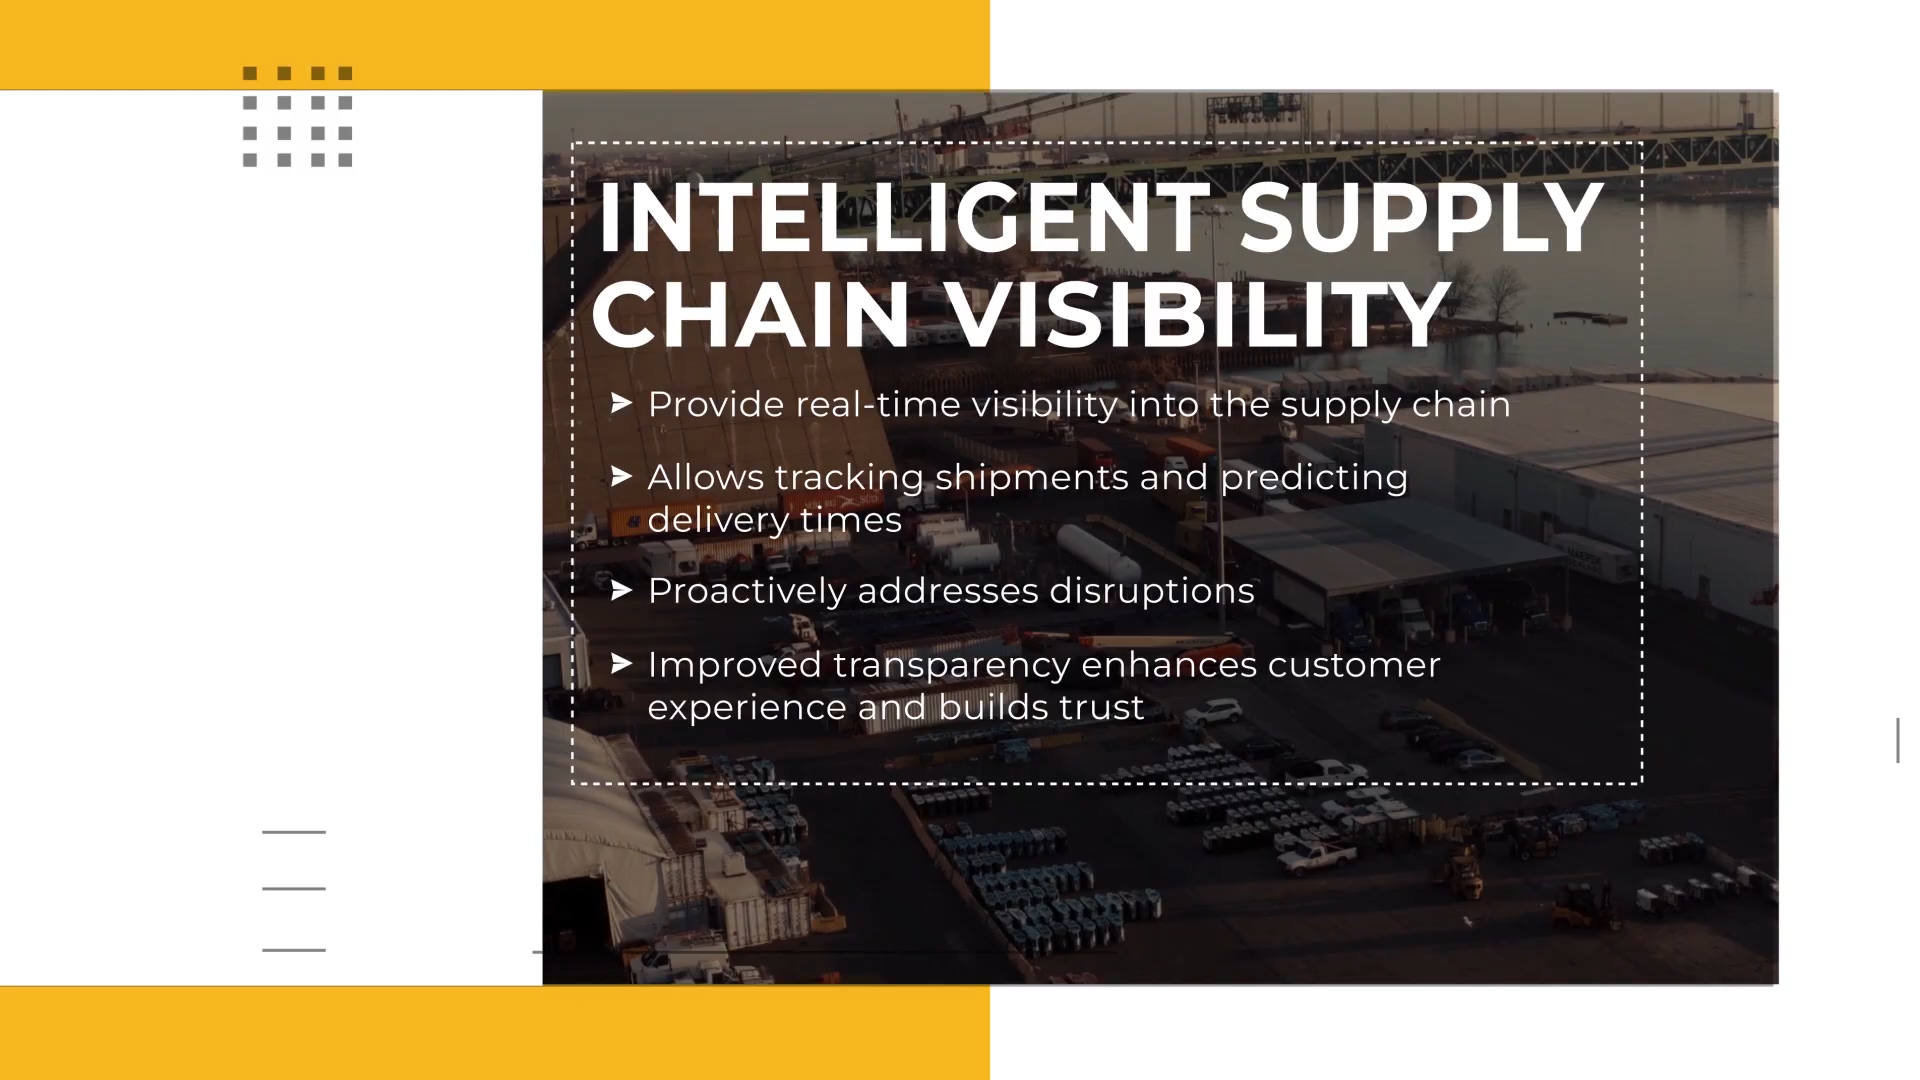 INTELLIGENT SUPPLY
CHAIN VISIBILITY
➤ Provide real-time visibility into the supply chain
➤ Allows tracking shipments and predicting
delivery times
➤ Proactively addresses disruptions
➤ Improved transparency enhances customer
experience and builds trust